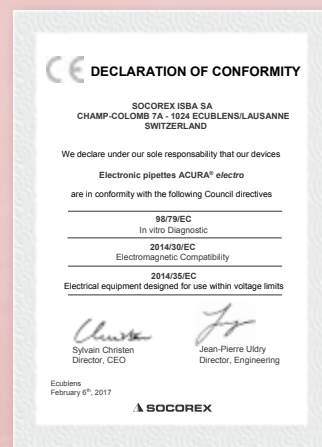 CE DECLARATION OF CONFORMITY
SOCOREX ISBA SA
CHAMP-COLOMB 7A - 1024 ECUBLENS/LAUSANNE
SWITZERLAND
We declare under our sole responsability that our devices
Electronic pipettes ACURA® electro
are in conformity with the following Council directives
98/79/EC
In vitro Diagnostic
2014/30/EC
Electromagnetic Compatibility
2014/35/EC
Electrical equipment designed for use within voltage limits
Sylvain Christen
Director, CEO
Jean-Pierre Uldry
Director, Engineering
Ecublens
February 6th, 2017
SOCOREX